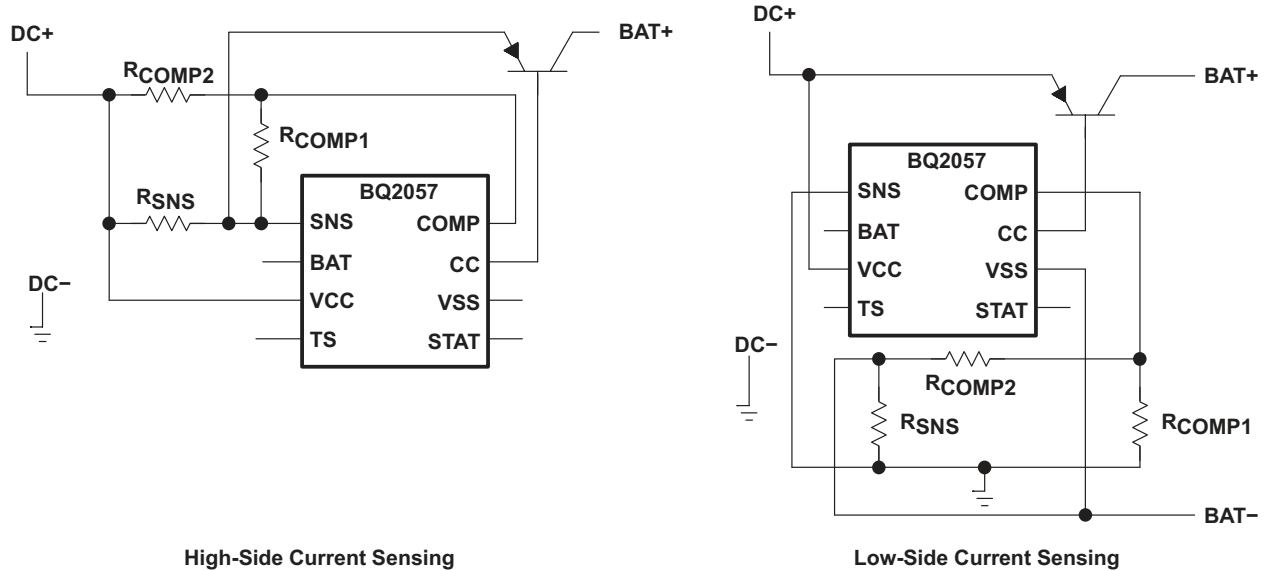 DC+
BAT+
RCOMP2
RCOMP1
RSNS
BQ2057
SNS
COMP
BAT
CC
DC−
VCC
VSS
TS
STAT
High-Side Current Sensing
DC+
BAT+
BQ2057
SNS
COMP
BAT
CC
VCC
VSS
TS
STAT
DC−
RCOMP2
RSNS
RCOMP1
BAT−
Low-Side Current Sensing